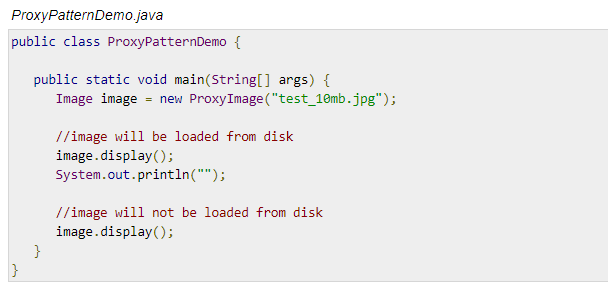 ProxyPatternDemo.java
public class ProxyPatternDemo {
public static void main(String[] args) {
Image image = new ProxyImage("test_10mb.jpg");
//image will be loaded from disk
image.display();
System.out.println("");
//image will not be loaded from disk
image.display();
}
}